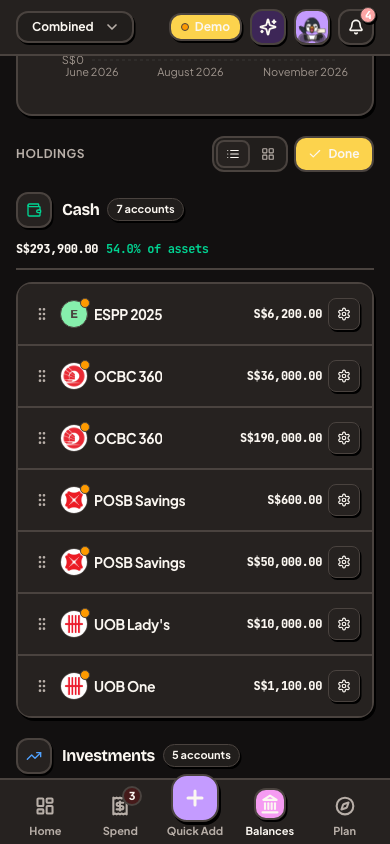 Combined
Demo
4
S$0
June 2026 August 2026 November 2026
HOLDINGS
Done
Cash 7 accounts
S$293,900.00 54.0% of assets
E ESPP 2025 S$6,200.00
OCBC 360 S$36,000.00
OCBC 360 S$190,000.00
POSB Savings S$600.00
POSB Savings S$50,000.00
UOB Lady's S$10,000.00
UOB One S$1,100.00
Investments 5 accounts
3
Home Spend Quick Add Balances Plan